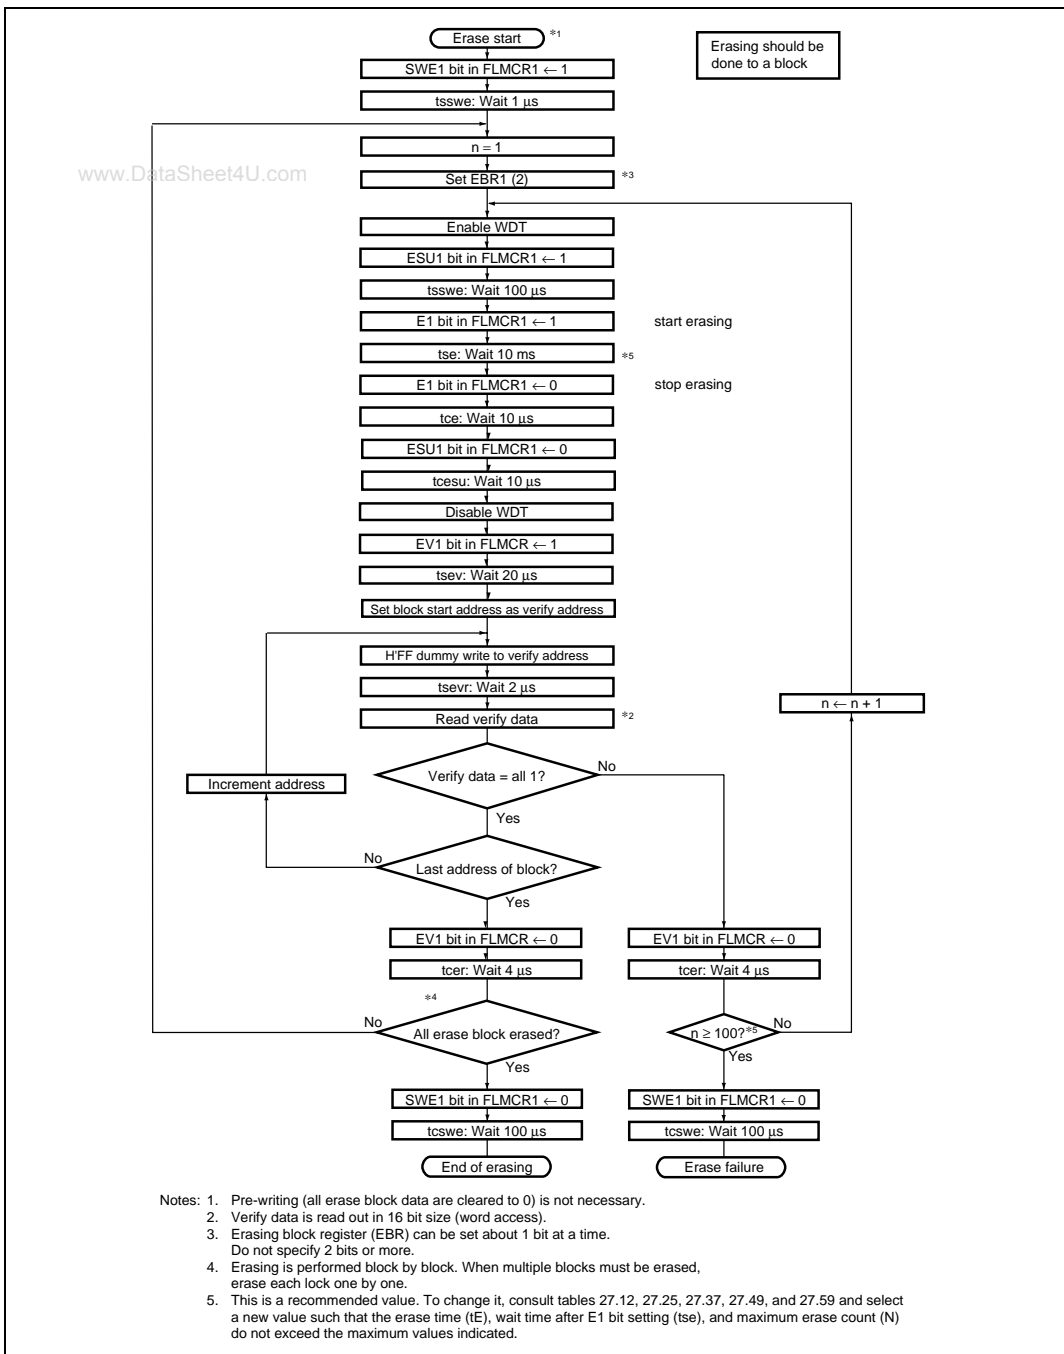 Erase start *1
Erasing should be
done to a block
SWE1 bit in FLMCR1 ← 1
tsswe: Wait 1 μs
n = 1
www.DataSheet4U.com
Set EBR1 (2) *3
Enable WDT
ESU1 bit in FLMCR1 ← 1
tsswe: Wait 100 μs
E1 bit in FLMCR1 ← 1 start erasing
tse: Wait 10 ms *5
E1 bit in FLMCR1 ← 0 stop erasing
tce: Wait 10 μs
ESU1 bit in FLMCR1 ← 0
tcesu: Wait 10 μs
Disable WDT
EV1 bit in FLMCR ← 1
tsev: Wait 20 μs
Set block start address as verify address
H'FF dummy write to verify address
tsevr: Wait 2 μs
n ← n + 1
Read verify data *2
Verify data = all 1?
No
Increment address
Yes
No
Last address of block?
Yes
EV1 bit in FLMCR ← 0
EV1 bit in FLMCR ← 0
tcer: Wait 4 μs
tcer: Wait 4 μs
*4
No
All erase block erased?
n ≥ 100?*5
No
Yes
Yes
SWE1 bit in FLMCR1 ← 0
SWE1 bit in FLMCR1 ← 0
tcswe: Wait 100 μs
tcswe: Wait 100 μs
End of erasing
Erase failure
Notes: 1. Pre-writing (all erase block data are cleared to 0) is not necessary.
2. Verify data is read out in 16 bit size (word access).
3. Erasing block register (EBR) can be set about 1 bit at a time.
Do not specify 2 bits or more.
4. Erasing is performed block by block. When multiple blocks must be erased,
erase each lock one by one.
5. This is a recommended value. To change it, consult tables 27.12, 27.25, 27.37, 27.49, and 27.59 and select
a new value such that the erase time (tE), wait time after E1 bit setting (tse), and maximum erase count (N)
do not exceed the maximum values indicated.